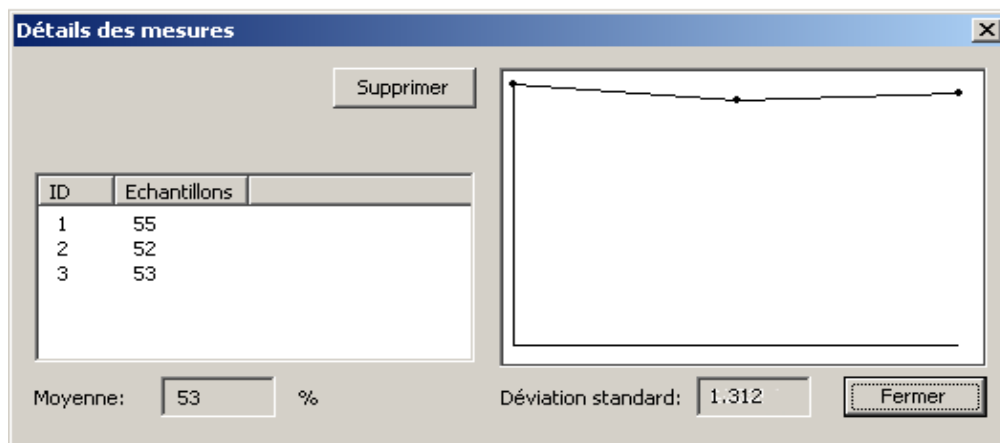 Détails des mesures
Supprimer
ID Echantillons
1 55
2 52
3 53
Moyenne: 53 %
Déviation standard: 1.312
Fermer